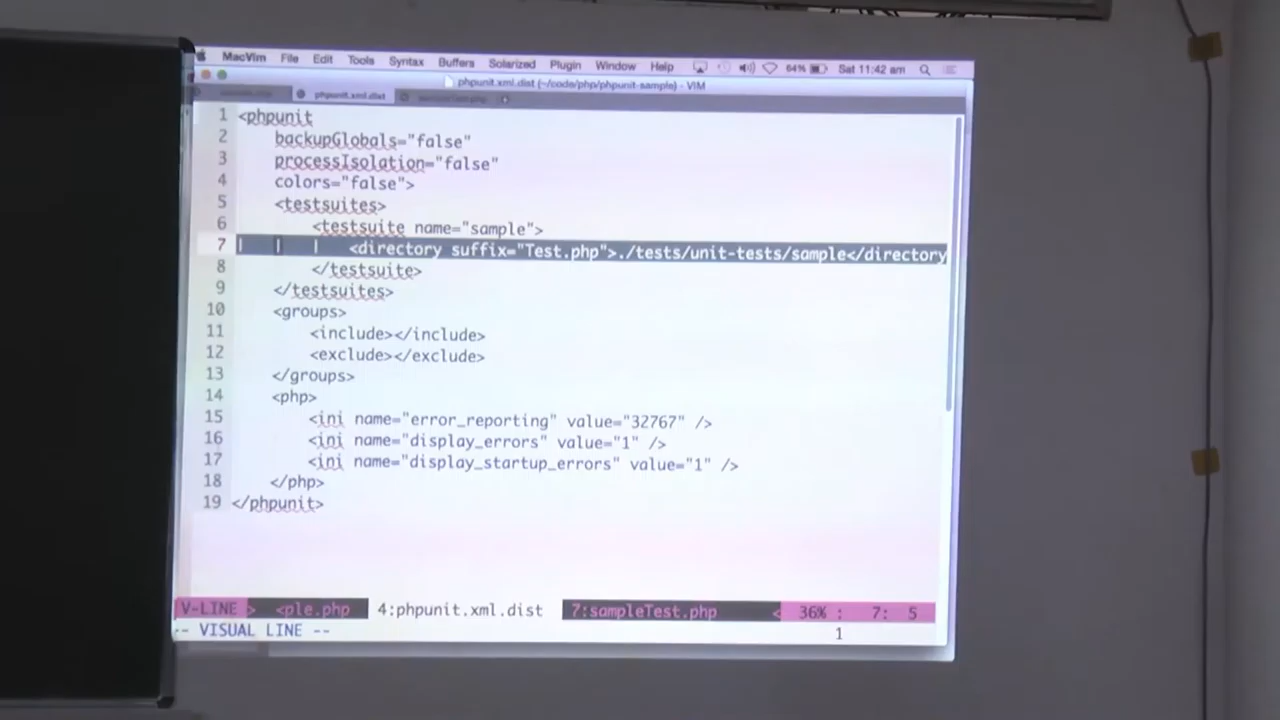 MacVim File Edit Tools Syntax Buffers Solarized Plugin Window Help 64% Sat 11:42 am
phpunit.xml.dist (~/code/php/phpunit-sample) - VIM
phpunit.xml.dist
1 <phpunit
2 backupGlobals="false"
3 processIsolation="false"
4 colors="false">
5 <testsuites>
6 <testsuite name="sample">
7 <directory suffix="Test.php">./tests/unit-tests/sample</directory
8 </testsuite>
9 </testsuites>
10 <groups>
11 <include></include>
12 <exclude></exclude>
13 </groups>
14 <php>
15 <ini name="error_reporting" value="32767" />
16 <ini name="display_errors" value="1" />
17 <ini name="display_startup_errors" value="1" />
18 </php>
19 </phpunit>
V-LINE > <ple.php 4:phpunit.xml.dist 7:sampleTest.php < 36% : 7: 5
-- VISUAL LINE -- 1